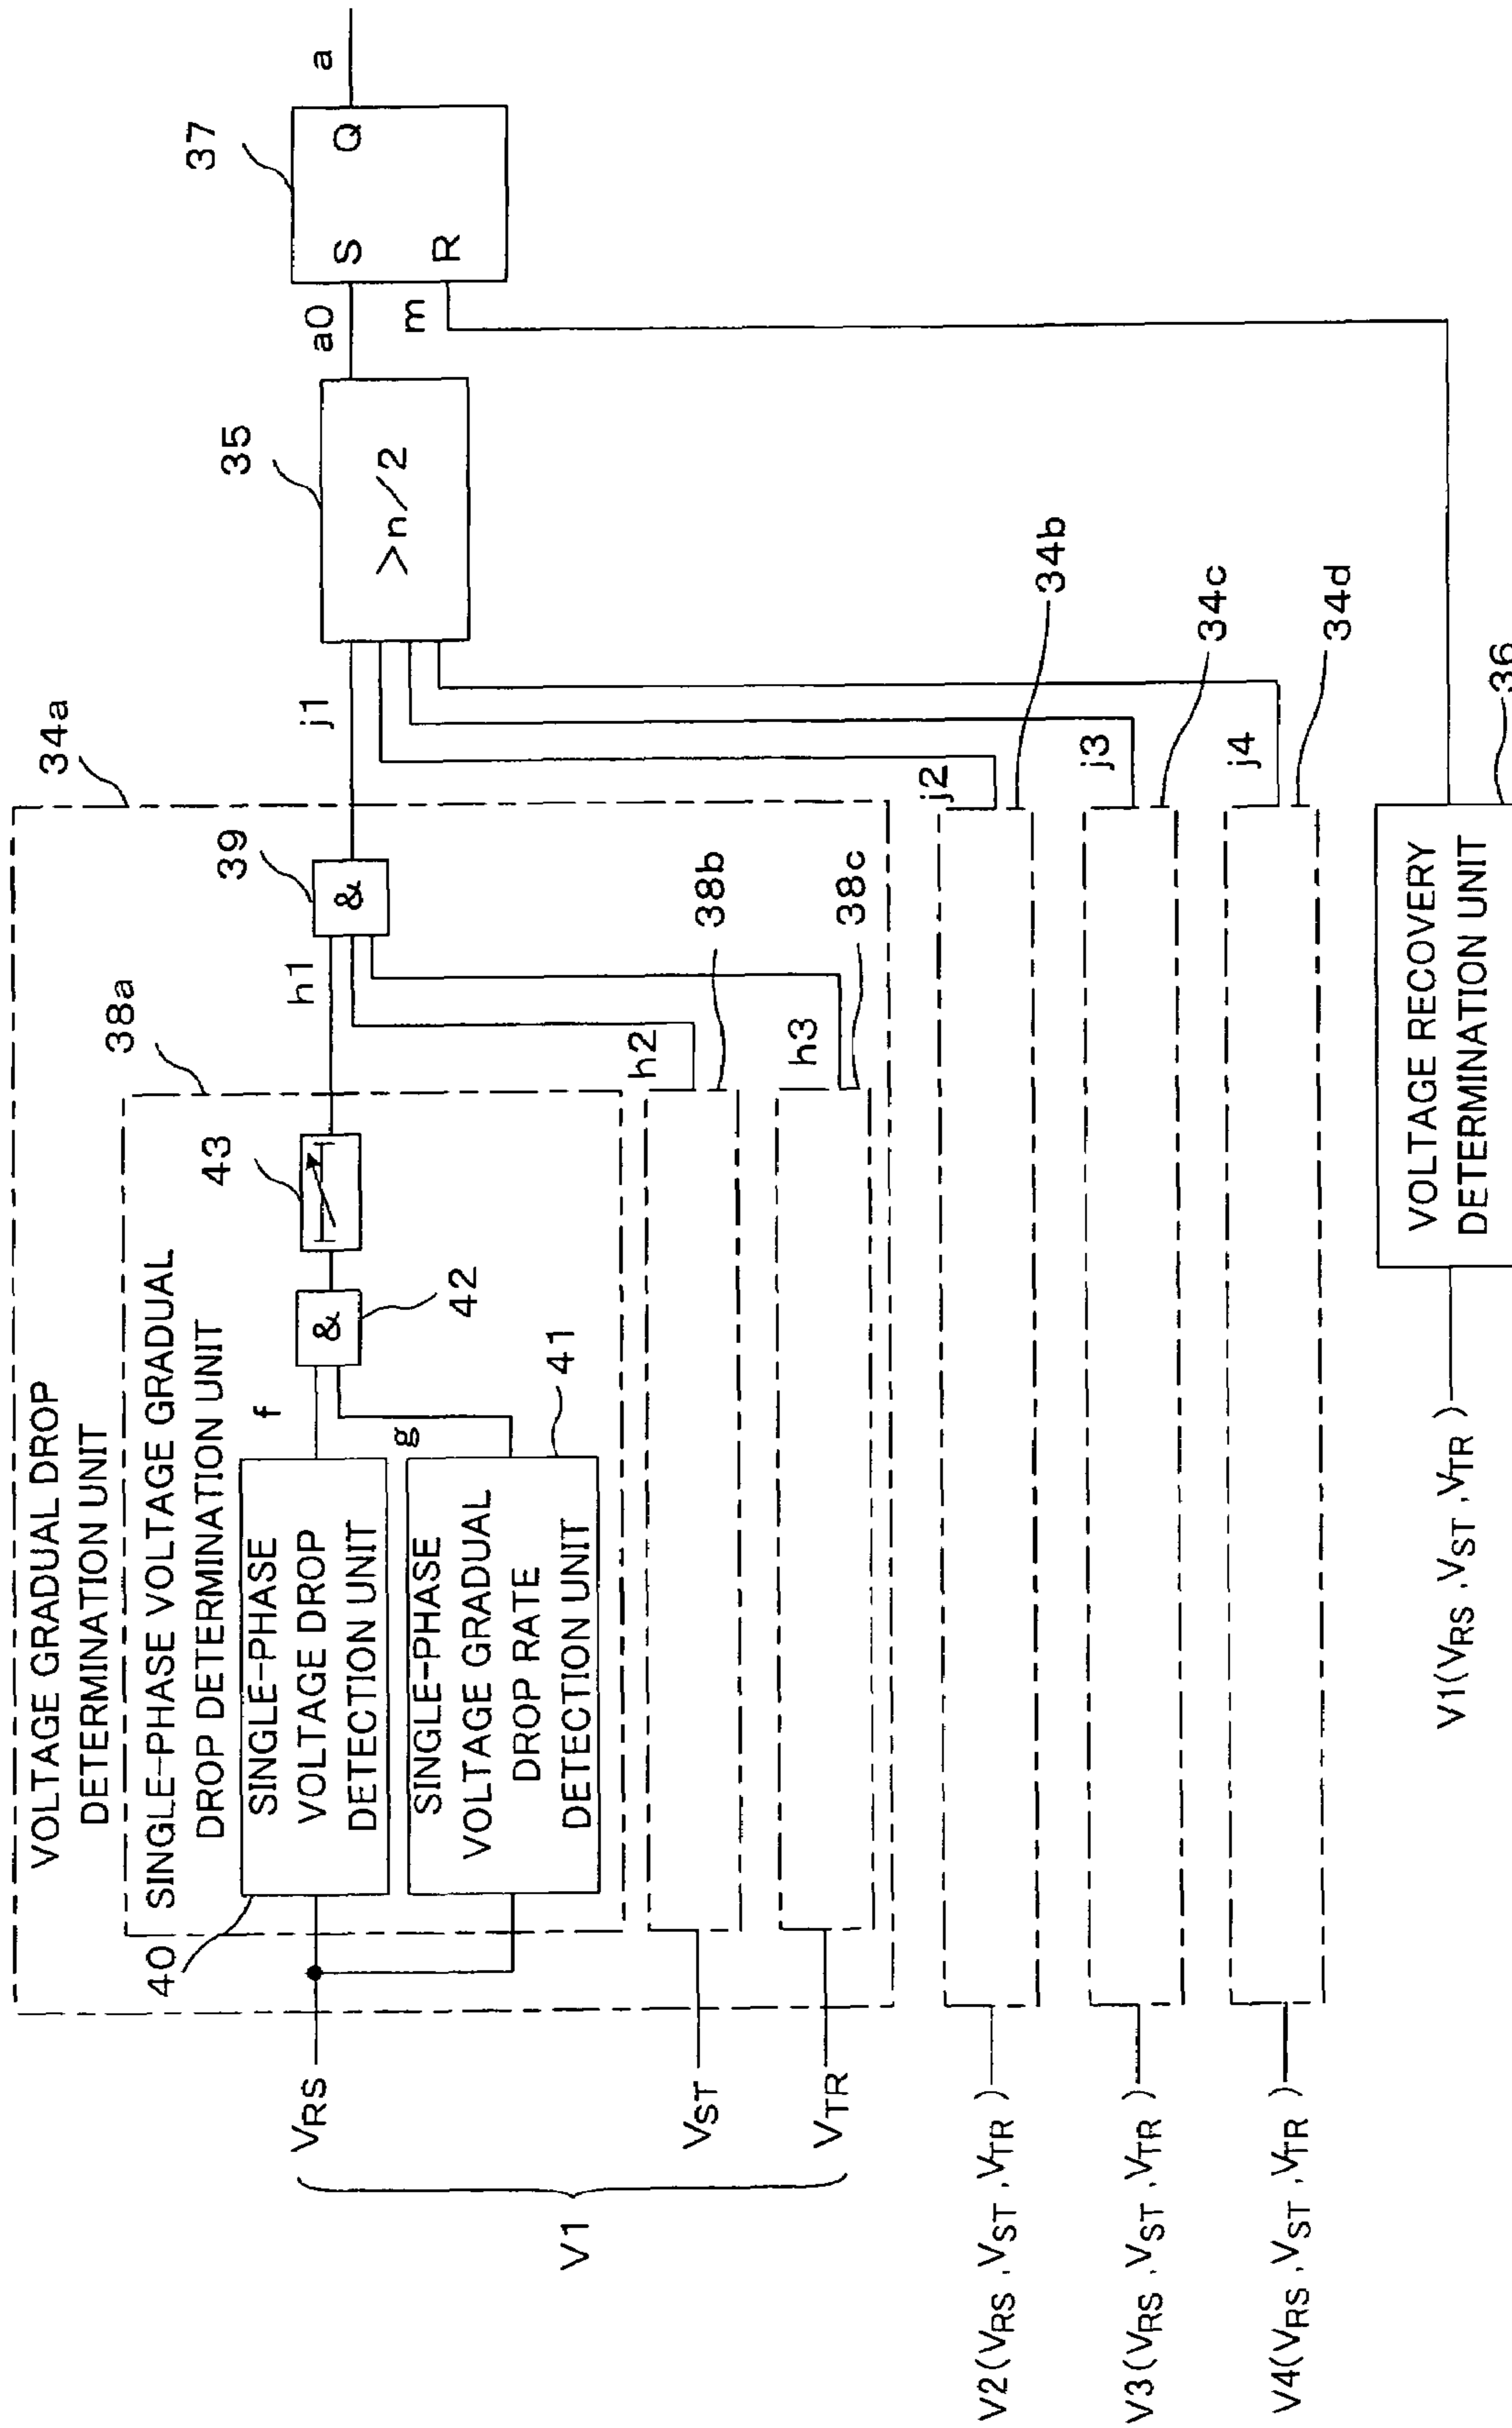 VOLTAGE GRADUAL DROP
DETERMINATION UNIT
34a
SINGLE-PHASE VOLTAGE GRADUAL
DROP DETERMINATION UNIT
38a
40
SINGLE-PHASE
VOLTAGE DROP
DETECTION UNIT
SINGLE-PHASE
VOLTAGE GRADUAL
DROP RATE
DETECTION UNIT
41
f
g
&
42
43
h1
h2
h3
38b
38c
&
39
j1
j2
j3
j4
34b
34c
34d
>n/2
35
a0
m
S
R
Q
37
a
VRS
VST
VTR
V1
V2(VRS,VST,VTR)
V3(VRS,VST,VTR)
V4(VRS,VST,VTR)
V1(VRS,VST,VTR)
VOLTAGE RECOVERY
DETERMINATION UNIT
36